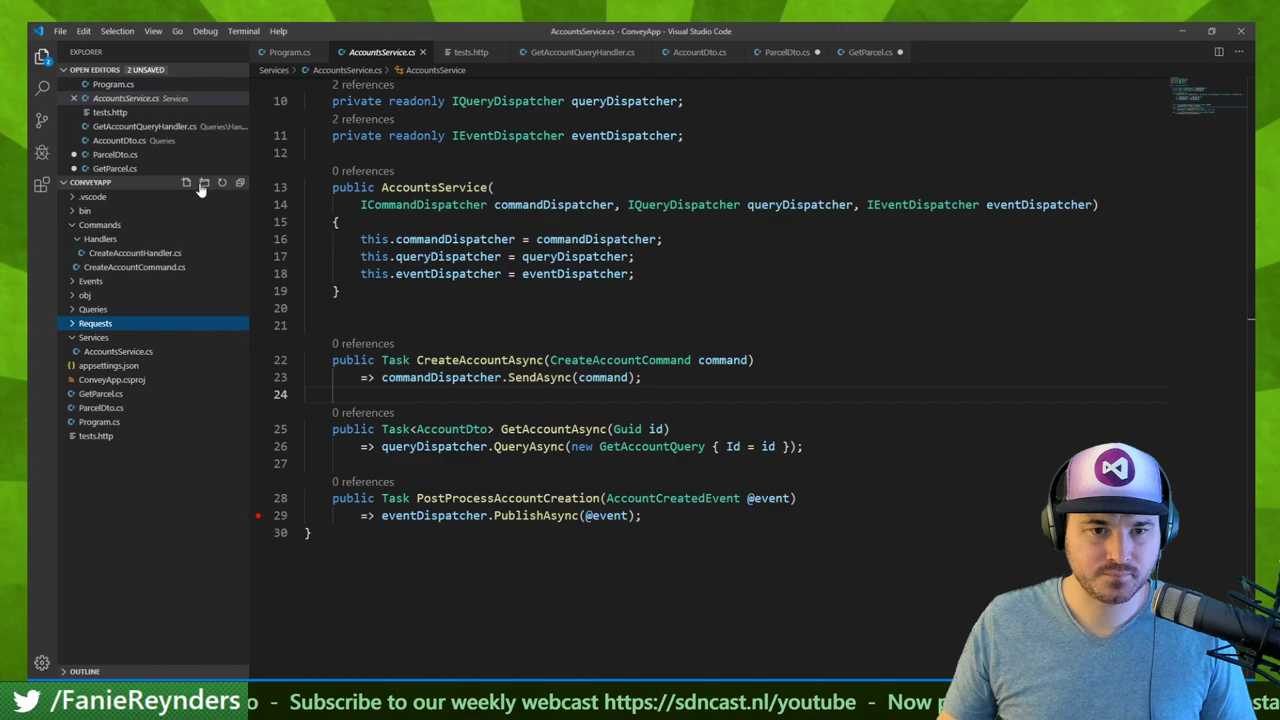 File Edit Selection View Go Debug Terminal Help
AccountsService.cs - ConveyApp - Visual Studio Code
EXPLORER
Program.cs AccountsService.cs tests.http GetAccountQueryHandler.cs AccountDto.cs ParcelDto.cs GetParcel.cs
OPEN EDITORS 2 UNSAVED
Services > AccountsService.cs > AccountsService
Program.cs
AccountsService.cs Services
tests.http
GetAccountQueryHandler.cs Queries\Han...
AccountDto.cs Queries
ParcelDto.cs
GetParcel.cs
CONVEYAPP
.vscode
bin
Commands
Handlers
CreateAccountHandler.cs
CreateAccountCommand.cs
Events
obj
Queries
Requests
Services
AccountsService.cs
appsettings.json
ConveyApp.csproj
GetParcel.cs
ParcelDto.cs
Program.cs
tests.http
OUTLINE
2 references
10 private readonly IQueryDispatcher queryDispatcher;
2 references
11 private readonly IEventDispatcher eventDispatcher;
12
0 references
13 public AccountsService(
14 ICommandDispatcher commandDispatcher, IQueryDispatcher queryDispatcher, IEventDispatcher eventDispatcher)
15 {
16 this.commandDispatcher = commandDispatcher;
17 this.queryDispatcher = queryDispatcher;
18 this.eventDispatcher = eventDispatcher;
19 }
20
21
0 references
22 public Task CreateAccountAsync(CreateAccountCommand command)
23 => commandDispatcher.SendAsync(command);
24
0 references
25 public Task<AccountDto> GetAccountAsync(Guid id)
26 => queryDispatcher.QueryAsync(new GetAccountQuery { Id = id });
27
0 references
28 public Task PostProcessAccountCreation(AccountCreatedEvent @event)
29 => eventDispatcher.PublishAsync(@event);
30 }
/FanieReynders o - Subscribe to our weekly webcast https://sdncast.nl/youtube - Now